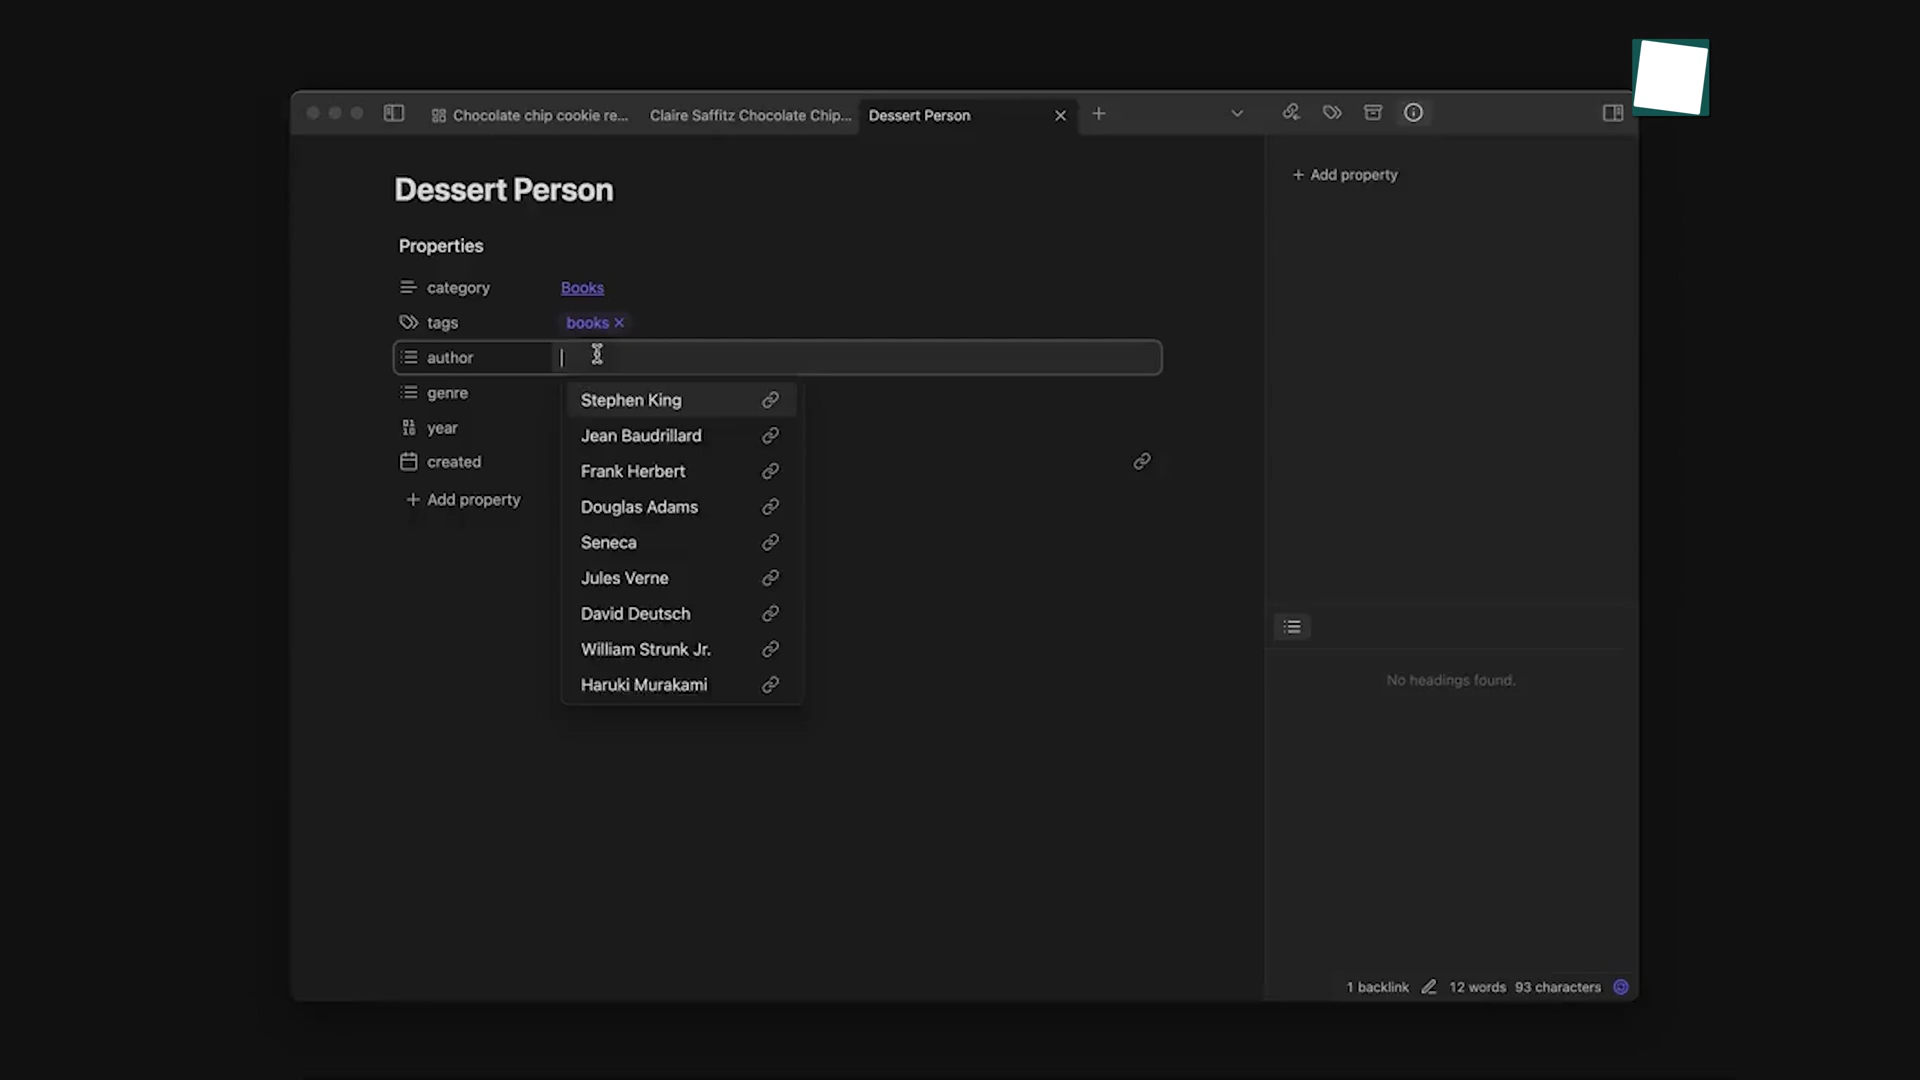 Chocolate chip cookie re... Claire Saffitz Chocolate Chip... Dessert Person
+ Add property
Dessert Person
Properties
category Books
tags books ×
author
Stephen King
genre
Jean Baudrillard
year
created
Frank Herbert
+ Add property
Douglas Adams
Seneca
Jules Verne
David Deutsch
William Strunk Jr.
Haruki Murakami
No headings found.
1 backlink 12 words 93 characters